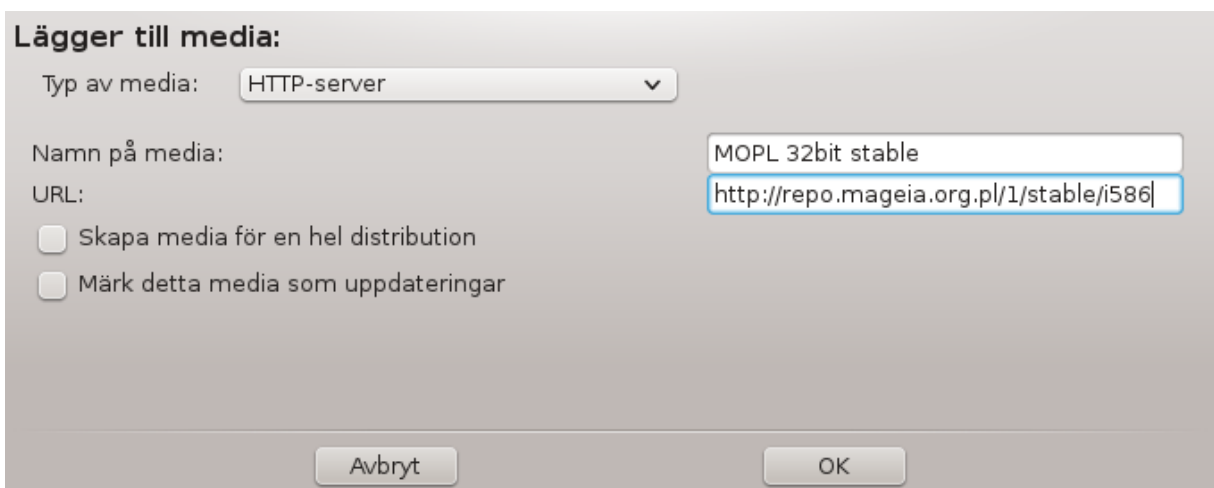 Lägger till media:
Typ av media: HTTP-server
Namn på media: MOPL 32bit stable
URL: http://repo.mageia.org.pl/1/stable/i586
Skapa media för en hel distribution
Märk detta media som uppdateringar
Avbryt OK